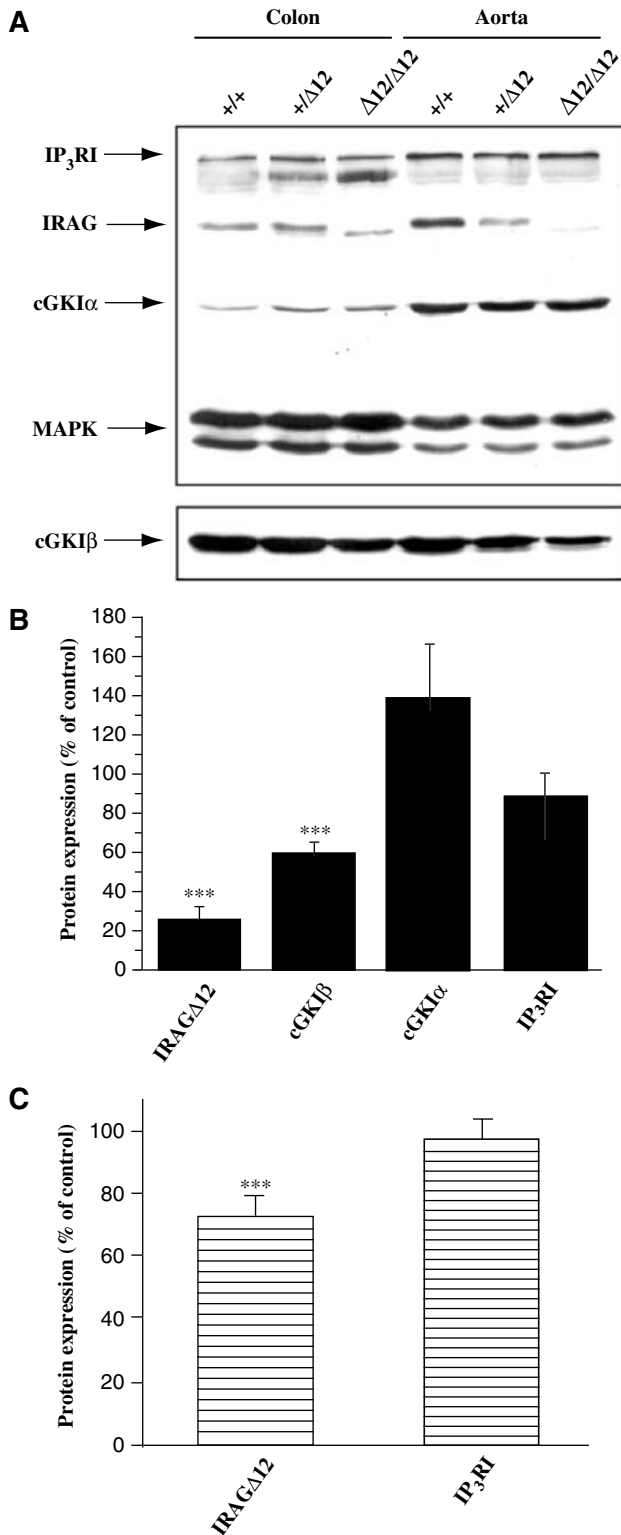 A
Colon Aorta
+/+ +/Δ12 Δ12/Δ12 +/+ +/Δ12 Δ12/Δ12
IP₃RI
IRAG
cGKIα
MAPK
cGKIβ
B
Protein expression (% of control)
180
160
140
120
100
80
60
40
20
0
***
***
IRAGΔ12 cGKIβ cGKIα IP₃RI
C
Protein expression (% of control)
100
80
60
40
20
0
***
IRAGΔ12 IP₃RI